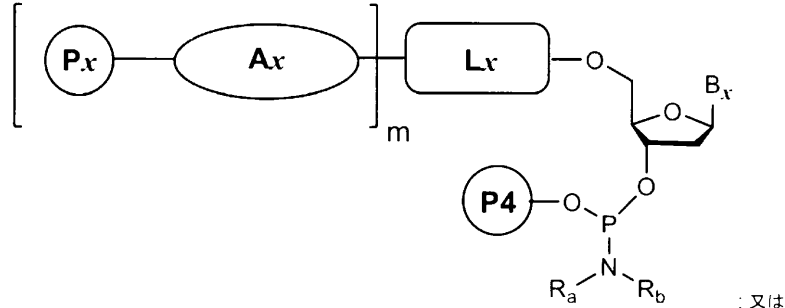 Px Ax Lx O
m
Bx
O
O
P4 O
P
N
Ra Rb
; 又は